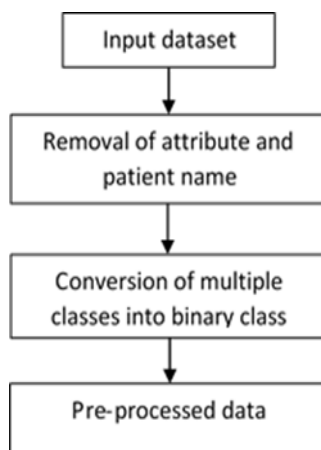 Input dataset
Removal of attribute and
patient name
Conversion of multiple
classes into binary class
Pre-processed data